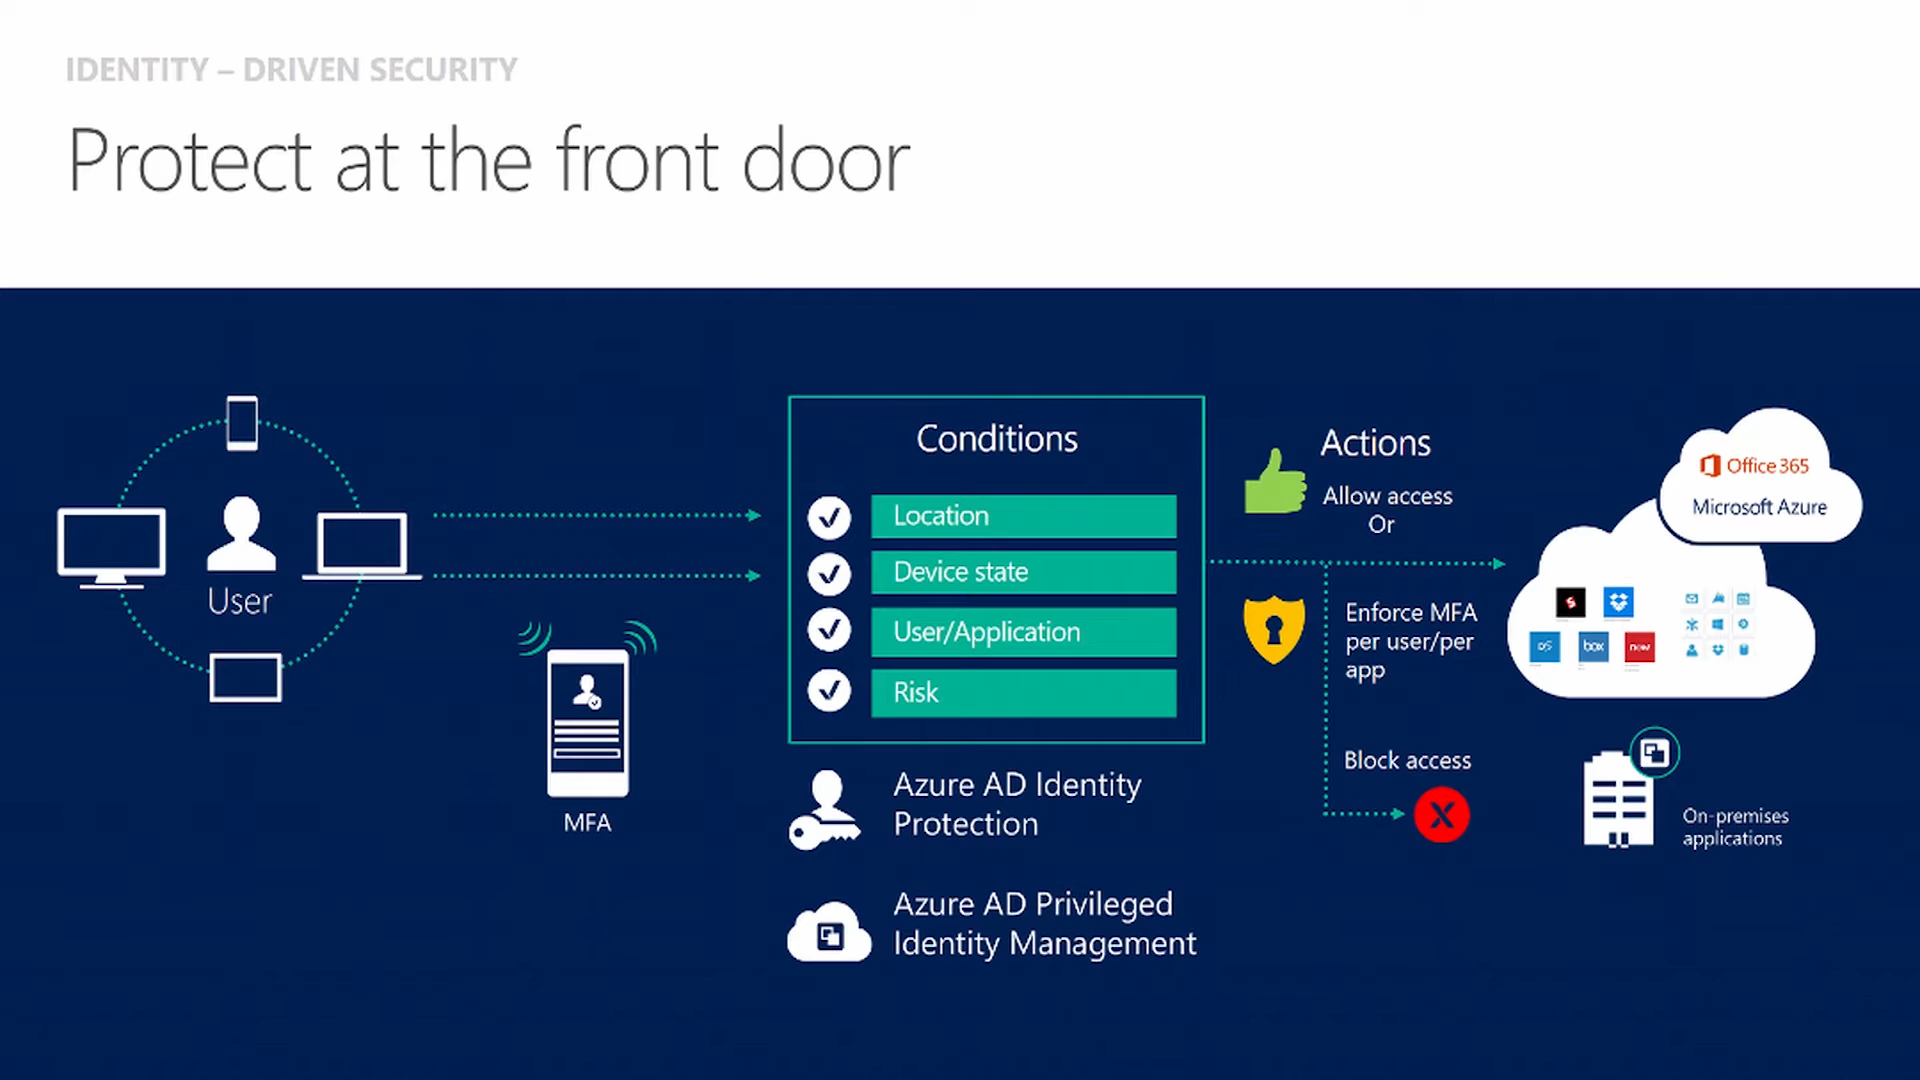 IDENTITY – DRIVEN SECURITY
Protect at the front door
User
MFA
Conditions
Location
Device state
User/Application
Risk
Azure AD Identity
Protection
Azure AD Privileged
Identity Management
Actions
Allow access
Or
Enforce MFA
per user/per
app
Block access
Office 365
Microsoft Azure
box
now
On-premises
applications